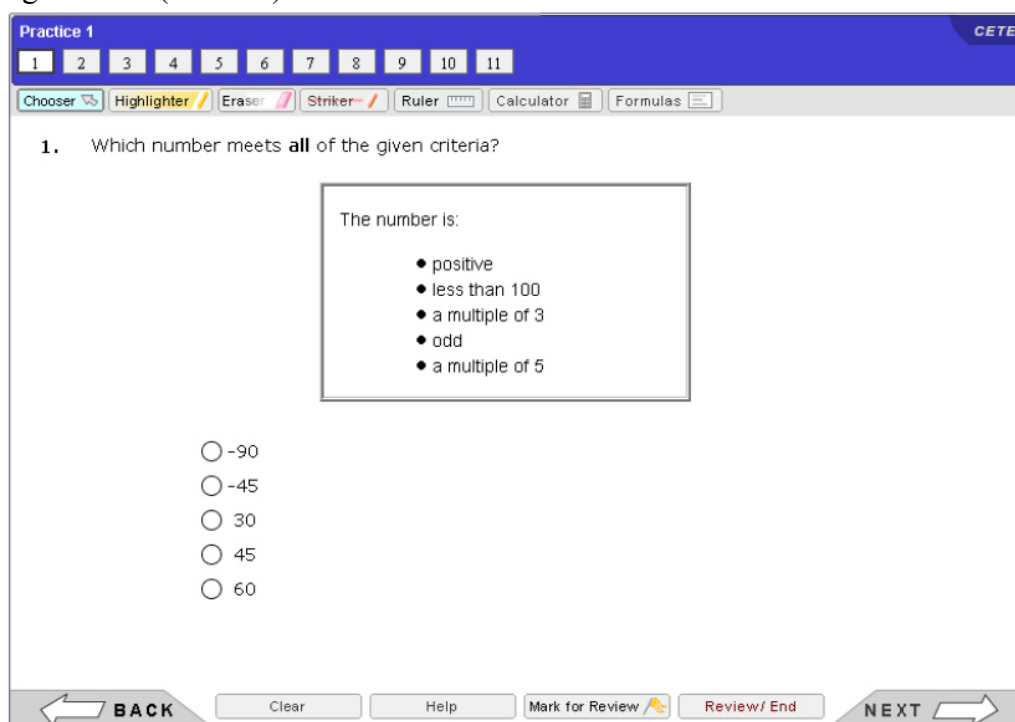 Practice 1
CETE
1 2 3 4 5 6 7 8 9 10 11
Chooser Highlighter Eraser Striker Ruler Calculator Formulas
1. Which number meets all of the given criteria?
The number is:
• positive
• less than 100
• a multiple of 3
• odd
• a multiple of 5
-90
-45
30
45
60
BACK Clear Help Mark for Review Review/ End NEXT